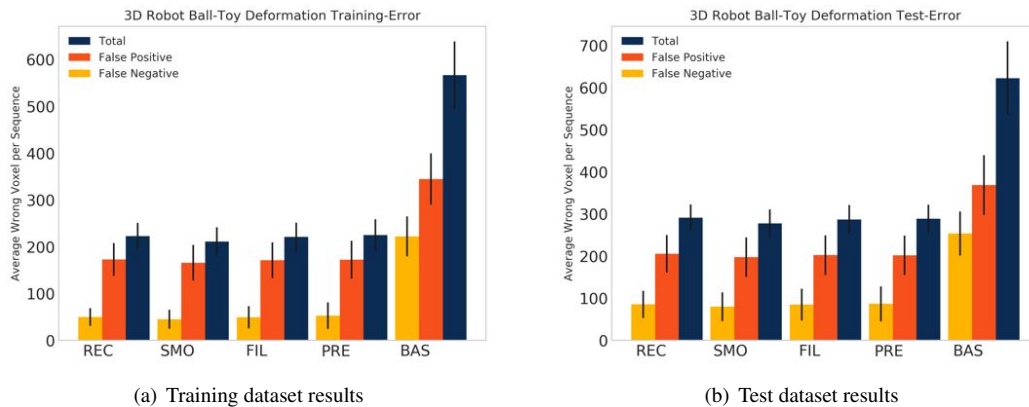 3D Robot Ball-Toy Deformation Training-Error
Total
False Positive
False Negative
Average Wrong Voxel per Sequence
600
500
400
300
200
100
0
REC SMO FIL PRE BAS
(a) Training dataset results
3D Robot Ball-Toy Deformation Test-Error
Total
False Positive
False Negative
Average Wrong Voxel per Sequence
700
600
500
400
300
200
100
0
REC SMO FIL PRE BAS
(b) Test dataset results